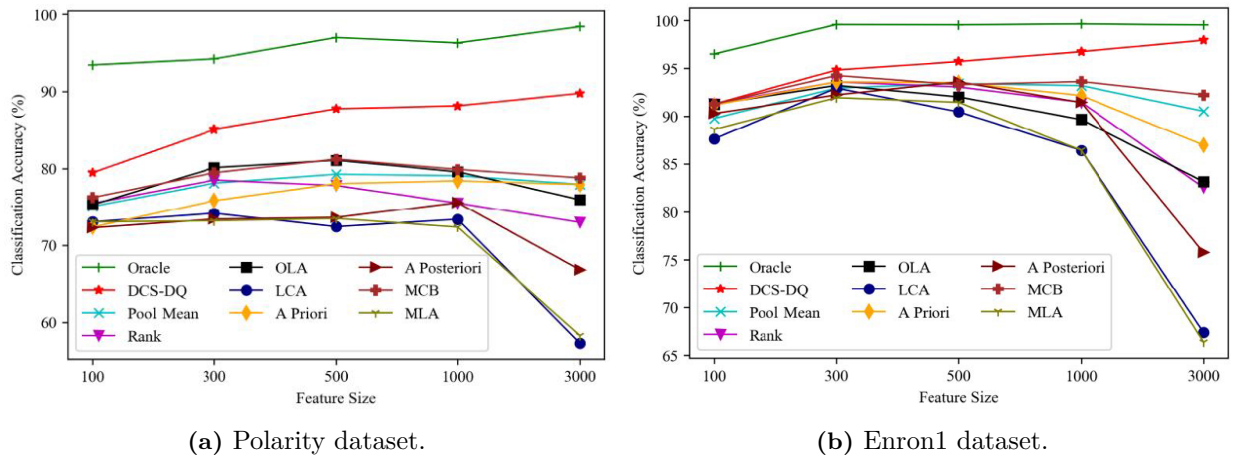 100
90
80
70
60
Classification Accuracy (%)
Oracle
DCS-DQ
Pool Mean
Rank
OLA
LCA
A Priori
A Posteriori
MCB
MLA
100 300 500 1000 3000
Feature Size
(a) Polarity dataset.
100
95
90
85
80
75
70
65
Classification Accuracy (%)
Oracle
DCS-DQ
Pool Mean
Rank
OLA
LCA
A Priori
A Posteriori
MCB
MLA
100 300 500 1000 3000
Feature Size
(b) Enron1 dataset.